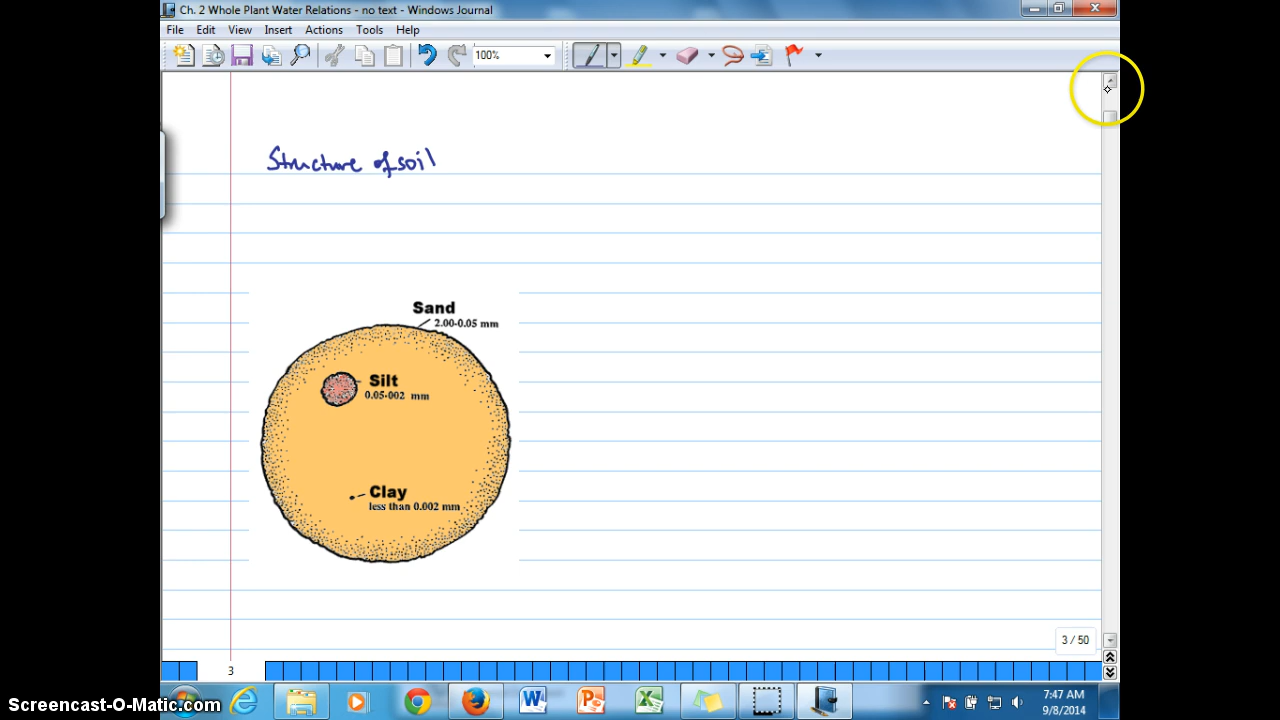 Ch. 2 Whole Plant Water Relations - no text - Windows Journal
File Edit View Insert Actions Tools Help
100%
Structure of soil
Sand
2.00-0.05 mm
Silt
0.05-002 mm
Clay
less than 0.002 mm
3 / 50
3
7:47 AM
9/8/2014
Screencast-O-Matic.com